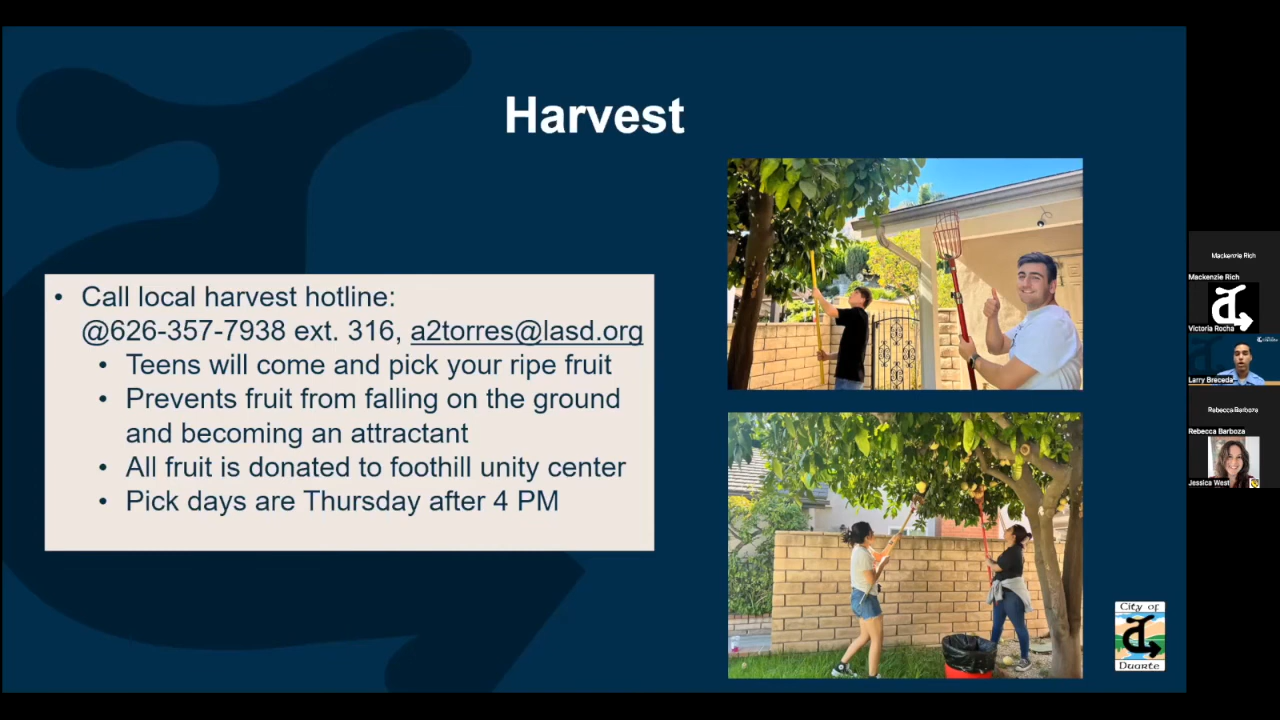 Harvest
• Call local harvest hotline:
@626-357-7938 ext. 316, a2torres@lasd.org
• Teens will come and pick your ripe fruit
• Prevents fruit from falling on the ground
and becoming an attractant
• All fruit is donated to foothill unity center
• Pick days are Thursday after 4 PM
City of
Duarte
Mackenzie Rich
Mackenzie Rich
Victoria Rocha
Larry Breceda
Rebecca Barboza
Rebecca Barboza
Jessica West